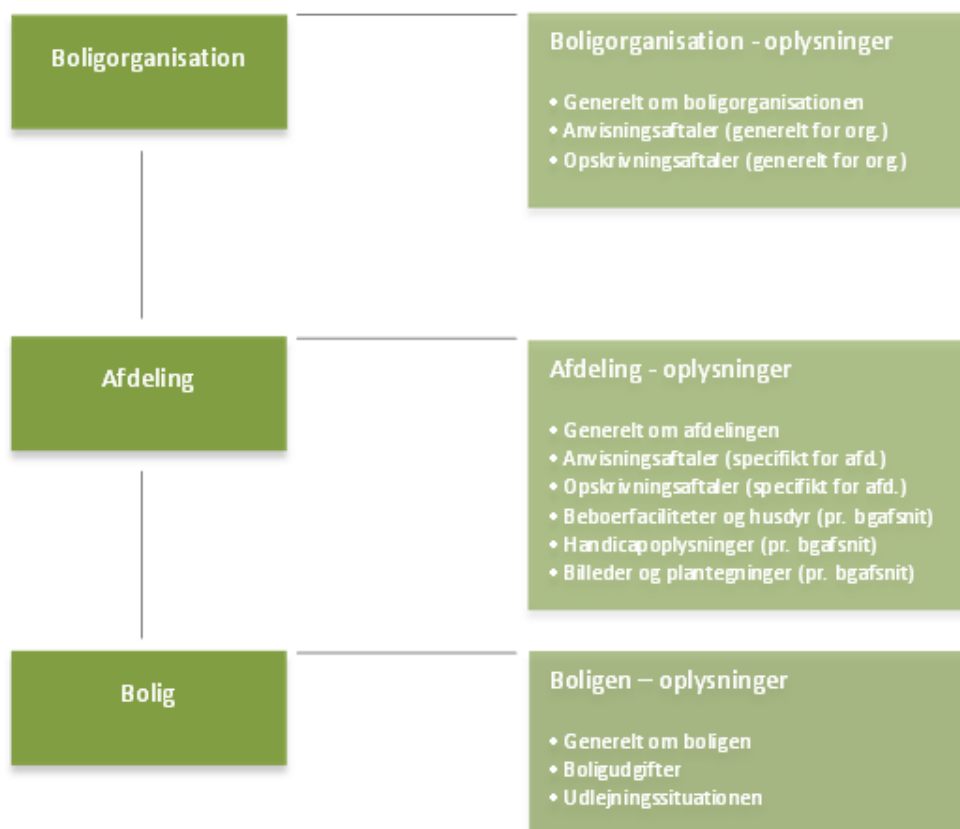 Boligorganisation
Boligorganisation - oplysninger
• Generelt om boligorganisationen
• Anvisningsaftaler (generelt for org.)
• Opskrivningsaftaler (generelt for org.)
Afdeling
Afdeling - oplysninger
• Generelt om afdelingen
• Anvisningsaftaler (specifikt for afd.)
• Opskrivningsaftaler (specifikt for afd.)
• Beboerfaciliteter og husdyr (pr. bgafsnit)
• Handicapoplysninger (pr. bgafsnit)
• Billeder og plantegninger (pr. bgafsnit)
Bolig
Boligen – oplysninger
• Generelt om boligen
• Boligudgifter
• Udlejningssituationen